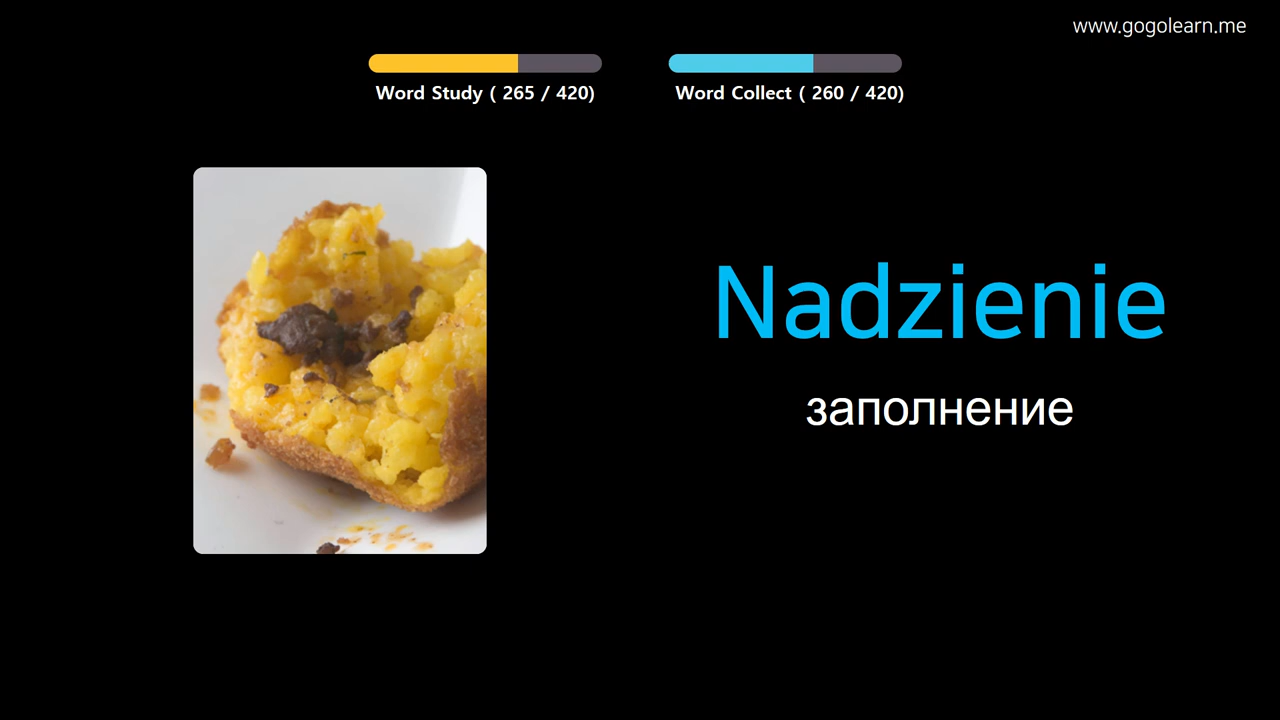 www.gogolearn.me
Word Study ( 265 / 420)
Word Collect ( 260 / 420)
Nadzienie
заполнение